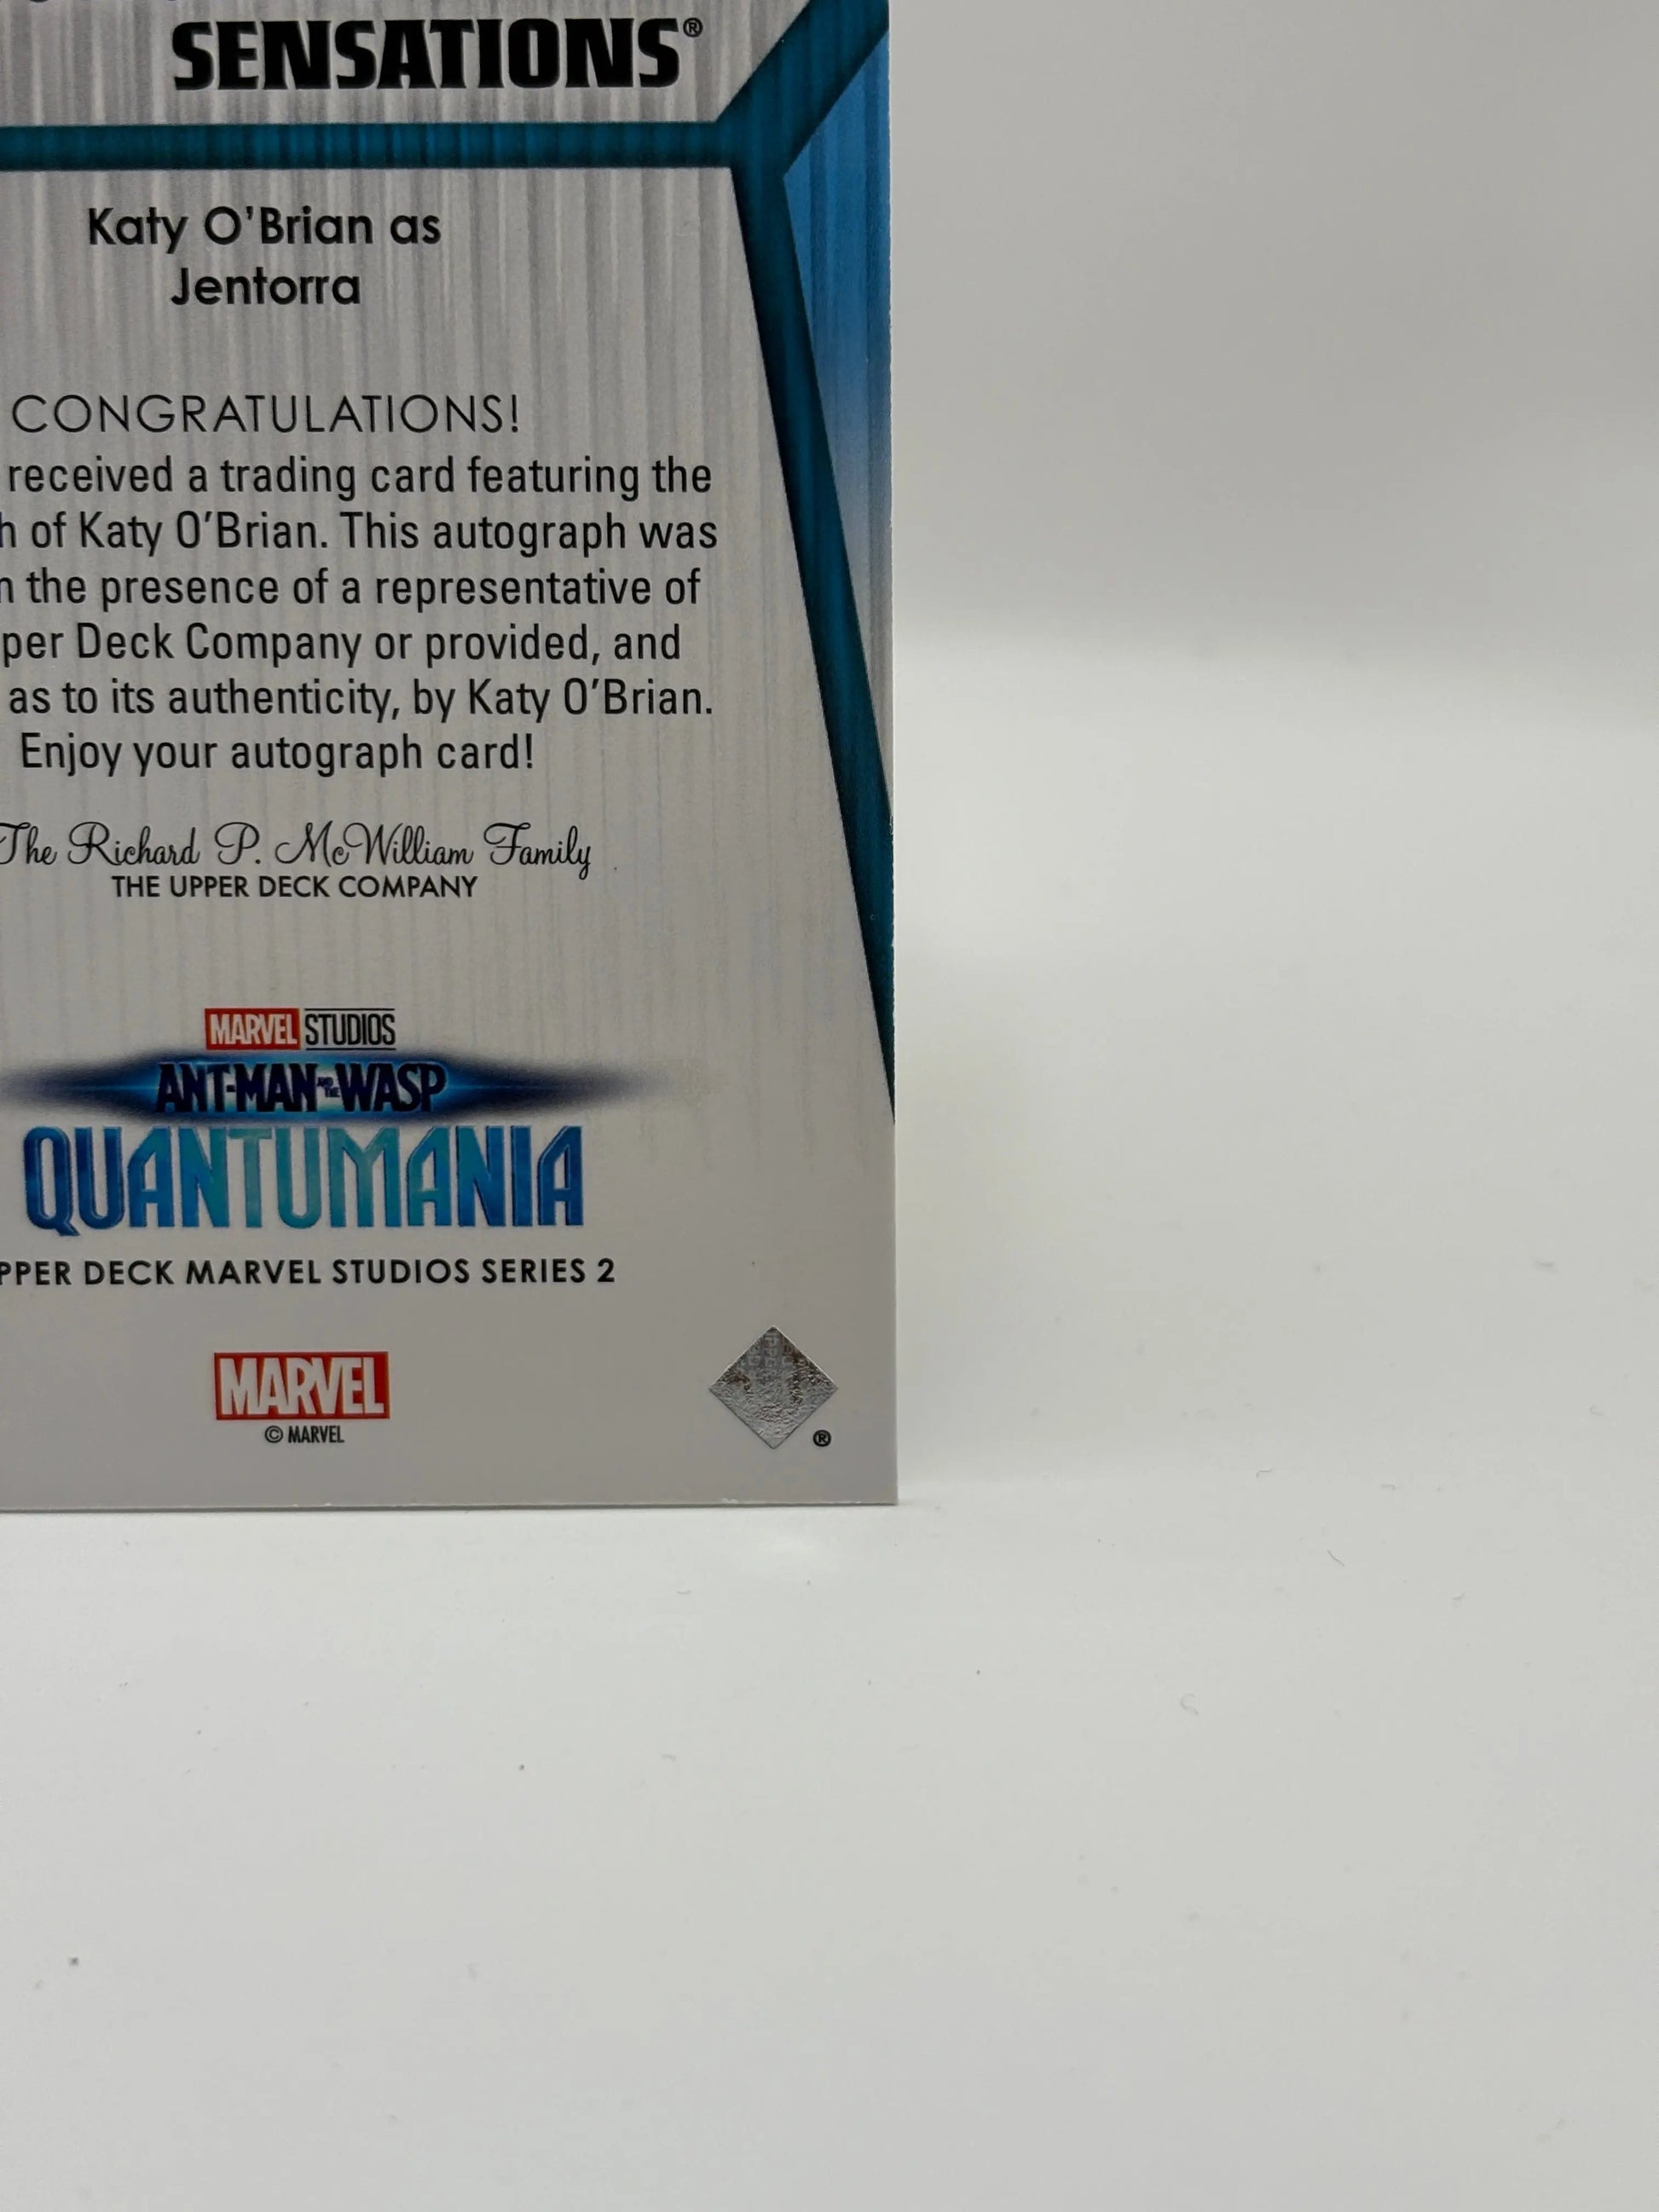 SENSATIONS®
Katy O'Brian as
Jentorra
CONGRATULATIONS!
received a trading card featuring the
h of Katy O'Brian. This autograph was
n the presence of a representative of
per Deck Company or provided, and
as to its authenticity, by Katy O'Brian.
Enjoy your autograph card!
The Richard P. McWilliam Family
THE UPPER DECK COMPANY
MARVEL STUDIOS
ANT-MAN AND THE WASP
QUANTUMANIA
PPER DECK MARVEL STUDIOS SERIES 2
MARVEL
© MARVEL
®